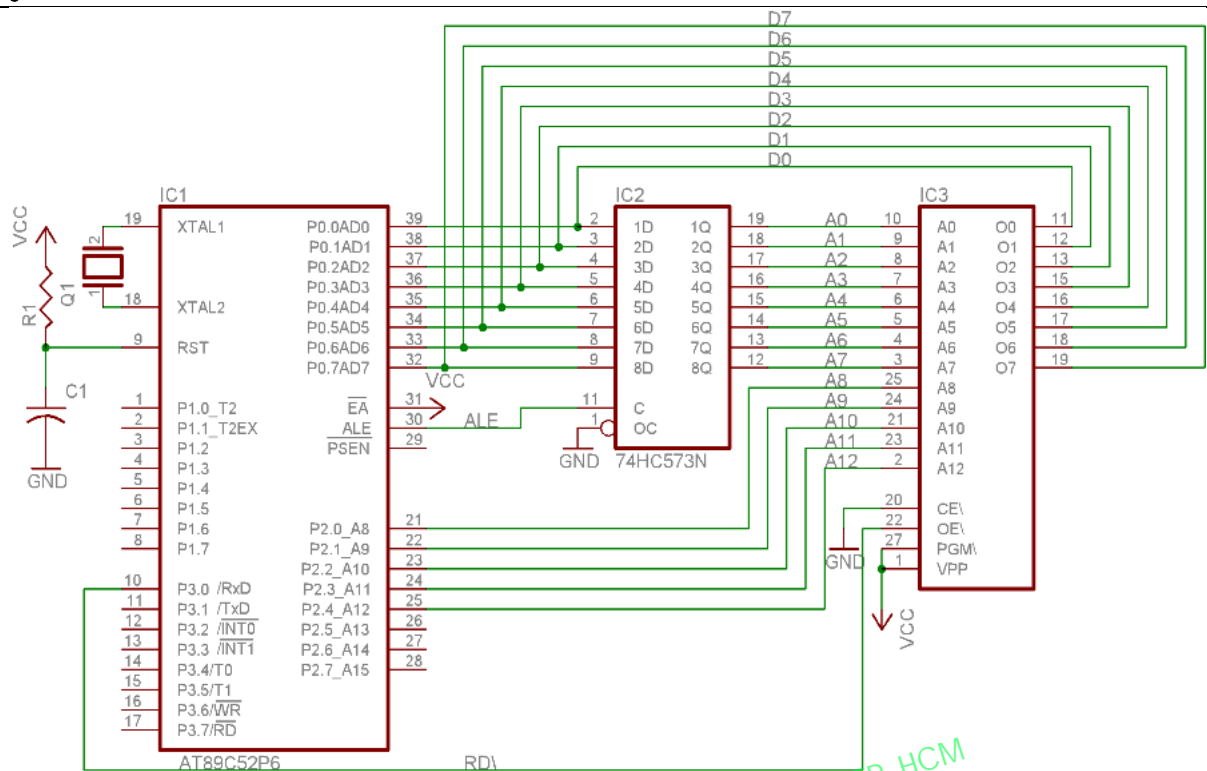 D7
D6
D5
D4
D3
D2
D1
D0
IC1
IC2
IC3
VCC
R1
Q1
2
1
C1
GND
19 XTAL1
18 XTAL2
9 RST
1 P1.0_T2
2 P1.1_T2EX
3 P1.2
4 P1.3
5 P1.4
6 P1.5
7 P1.6
8 P1.7
10 P3.0 /RxD
11 P3.1 /TxD
12 P3.2 /INT0
13 P3.3 /INT1
14 P3.4/T0
15 P3.5/T1
16 P3.6/WR
17 P3.7/RD
P0.0AD0 39
P0.1AD1 38
P0.2AD2 37
P0.3AD3 36
P0.4AD4 35
P0.5AD5 34
P0.6AD6 33
P0.7AD7 32
VCC
EA 31
ALE 30
PSEN 29
ALE
P2.0_A8 21
P2.1_A9 22
P2.2_A10 23
P2.3_A11 24
P2.4_A12 25
P2.5_A13 26
P2.6_A14 27
P2.7_A15 28
AT89C52P6
RD\
2 1D 1Q 19
3 2D 2Q 18
4 3D 3Q 17
5 4D 4Q 16
6 5D 5Q 15
7 6D 6Q 14
8 7D 7Q 13
9 8D 8Q 12
11 C
1 OC
GND
74HC573N
A0
A1
A2
A3
A4
A5
A6
A7
A8
A9
A10
A11
A12
10 A0 O0 11
9 A1 O1 12
8 A2 O2 13
7 A3 O3 15
6 A4 O4 16
5 A5 O5 17
4 A6 O6 18
3 A7 O7 19
25 A8
24 A9
21 A10
23 A11
2 A12
20 CE\
22 OE\
27 PGM\
1 VPP
GND
VCC
HCM